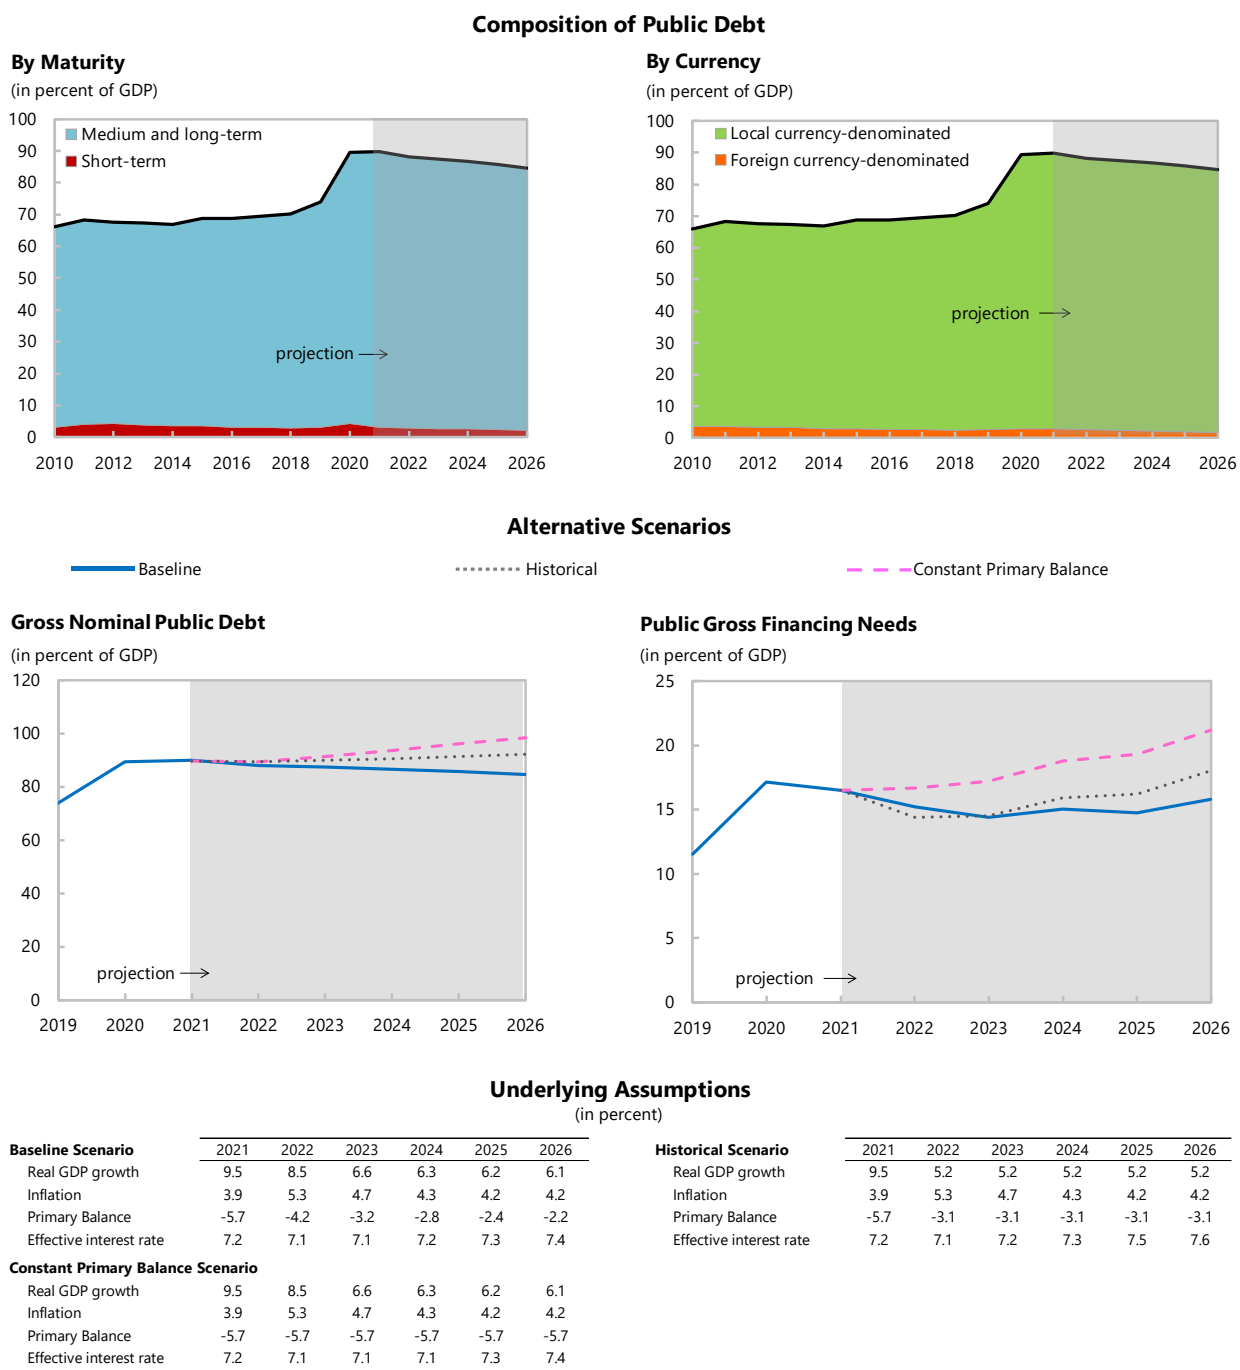 Composition of Public Debt
By Maturity
(in percent of GDP)
100
90
80
70
60
50
40
30
20
10
0
Medium and long-term
Short-term
projection
2010 2012 2014 2016 2018 2020 2022 2024 2026
By Currency
(in percent of GDP)
100
90
80
70
60
50
40
30
20
10
0
Local currency-denominated
Foreign currency-denominated
projection
2010 2012 2014 2016 2018 2020 2022 2024 2026
Alternative Scenarios
Baseline Historical Constant Primary Balance
Gross Nominal Public Debt
(in percent of GDP)
120
100
80
60
40
20
0
projection
2019 2020 2021 2022 2023 2024 2025 2026
Public Gross Financing Needs
(in percent of GDP)
25
20
15
10
5
0
projection
2019 2020 2021 2022 2023 2024 2025 2026
Underlying Assumptions
(in percent)
Baseline Scenario 2021 2022 2023 2024 2025 2026
Real GDP growth 9.5 8.5 6.6 6.3 6.2 6.1
Inflation 3.9 5.3 4.7 4.3 4.2 4.2
Primary Balance -5.7 -4.2 -3.2 -2.8 -2.4 -2.2
Effective interest rate 7.2 7.1 7.1 7.2 7.3 7.4
Constant Primary Balance Scenario
Real GDP growth 9.5 8.5 6.6 6.3 6.2 6.1
Inflation 3.9 5.3 4.7 4.3 4.2 4.2
Primary Balance -5.7 -5.7 -5.7 -5.7 -5.7 -5.7
Effective interest rate 7.2 7.1 7.1 7.1 7.3 7.4
Historical Scenario 2021 2022 2023 2024 2025 2026
Real GDP growth 9.5 5.2 5.2 5.2 5.2 5.2
Inflation 3.9 5.3 4.7 4.3 4.2 4.2
Primary Balance -5.7 -3.1 -3.1 -3.1 -3.1 -3.1
Effective interest rate 7.2 7.1 7.2 7.3 7.5 7.6